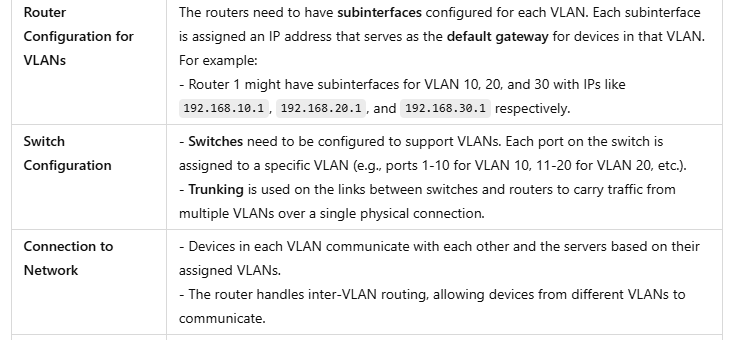 Router
Configuration for
VLANs
The routers need to have subinterfaces configured for each VLAN. Each subinterface
is assigned an IP address that serves as the default gateway for devices in that VLAN.
For example:
- Router 1 might have subinterfaces for VLAN 10, 20, and 30 with IPs like
192.168.10.1, 192.168.20.1, and 192.168.30.1 respectively.
Switch
Configuration
- Switches need to be configured to support VLANs. Each port on the switch is
assigned to a specific VLAN (e.g., ports 1-10 for VLAN 10, 11-20 for VLAN 20, etc.).
- Trunking is used on the links between switches and routers to carry traffic from
multiple VLANs over a single physical connection.
Connection to
Network
- Devices in each VLAN communicate with each other and the servers based on their
assigned VLANs.
- The router handles inter-VLAN routing, allowing devices from different VLANs to
communicate.